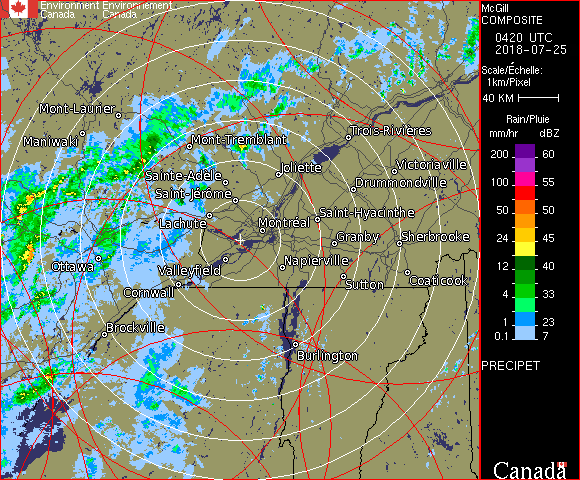 Environment Environnement
Canada Canada
McGill
COMPOSITE
0420 UTC
2018-07-25
Scale/Échelle:
1km/Pixel
40 KM
Rain/Pluie
mm/hr dBZ
200 60
100 55
50 50
24 45
12 40
4 33
1 23
0.1 7
PRECIPET
Canada
Mont-Laurier
Maniwaki
Mont-Tremblant
Trois-Rivières
Sainte-Adèle
Joliette
Victoriaville
Saint-Jérôme
Drummondville
Lachute
Montréal
Saint-Hyacinthe
Granby
Sherbrooke
Ottawa
Valleyfield
Napierville
Cornwall
Sutton
Coaticook
Brockville
Burlington